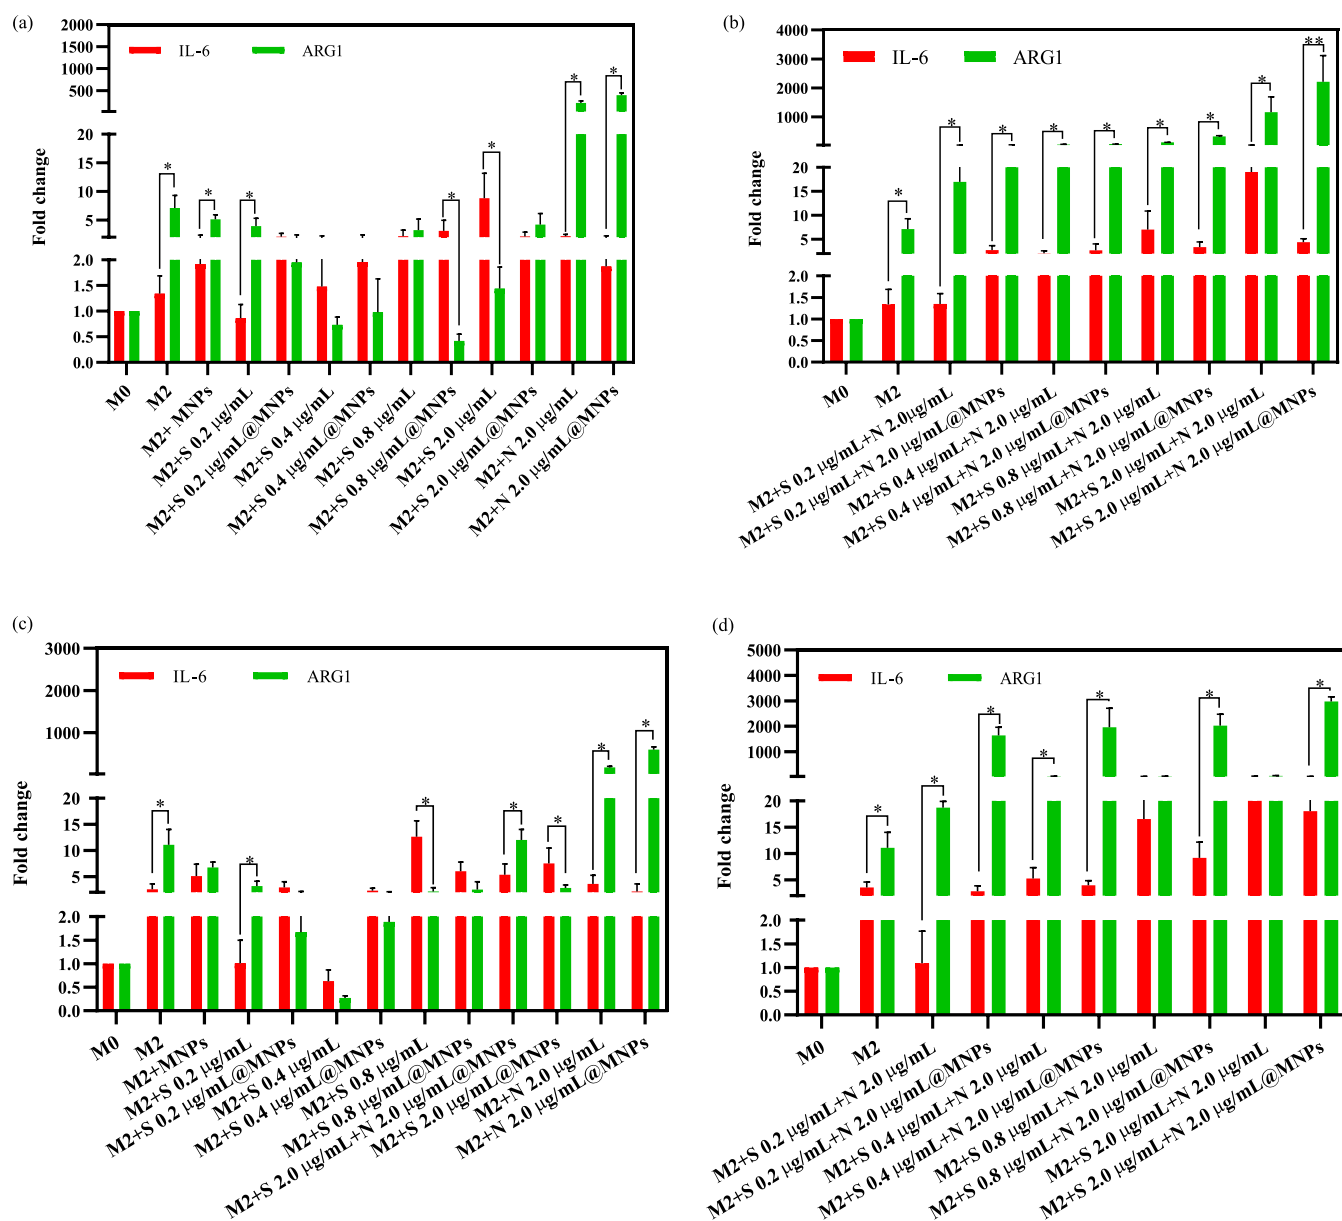 (a)
IL-6 ARG1
Fold change
2000
1500
1000
500
20
15
10
5
2.0
1.5
1.0
0.5
0.0
* * * * * * *
M0
M2
M2+ MNPs
M2+S 0.2 μg/mL
M2+S 0.2 μg/mL@MNPs
M2+S 0.4 μg/mL
M2+S 0.4 μg/mL@MNPs
M2+S 0.8 μg/mL
M2+S 0.8 μg/mL@MNPs
M2+S 2.0 μg/mL
M2+S 2.0 μg/mL@MNPs
M2+N 2.0 μg/mL
M2+N 2.0 μg/mL@MNPs
(b)
IL-6 ARG1
Fold change
4000
3000
2000
1000
20
15
10
5
2.0
1.5
1.0
0.5
0.0
* * * * * * * * **
M0
M2
M2+S 0.2 μg/mL+N 2.0μg/mL
M2+S 0.2 μg/mL+N 2.0 μg/mL@MNPs
M2+S 0.4 μg/mL+N 2.0 μg/mL
M2+S 0.4 μg/mL+N 2.0 μg/mL@MNPs
M2+S 0.8 μg/mL+N 2.0 μg/mL
M2+S 0.8 μg/mL+N 2.0 μg/mL@MNPs
M2+S 2.0 μg/mL+N 2.0 μg/mL
M2+S 2.0 μg/mL+N 2.0 μg/mL@MNPs
(c)
IL-6 ARG1
Fold change
3000
2000
1000
20
15
10
5
2.0
1.5
1.0
0.5
0.0
* * * * * * *
M0
M2
M2+MNPs
M2+S 0.2 μg/mL
M2+S 0.2 μg/mL@MNPs
M2+S 0.4 μg/mL
M2+S 0.4 μg/mL@MNPs
M2+S 0.8 μg/mL
M2+S 0.8 μg/mL@MNPs
M2+S 2.0 μg/mL+N 2.0 μg/mL@MNPs
M2+S 2.0 μg/mL@MNPs
M2+N 2.0 μg/mL
M2+N 2.0 μg/mL@MNPs
(d)
IL-6 ARG1
Fold change
5000
4000
3000
2000
1000
20
15
10
5
2.0
1.5
1.0
0.5
0.0
* * * * * * *
M0
M2
M2+S 0.2 μg/mL+N 2.0 μg/mL
M2+S 0.2 μg/mL+N 2.0 μg/mL@MNPs
M2+S 0.4 μg/mL+N 2.0 μg/mL
M2+S 0.4 μg/mL+N 2.0 μg/mL@MNPs
M2+S 0.8 μg/mL+N 2.0 μg/mL
M2+S 0.8 μg/mL+N 2.0 μg/mL@MNPs
M2+S 2.0 μg/mL+N 2.0 μg/mL
M2+S 2.0 μg/mL+N 2.0 μg/mL@MNPs